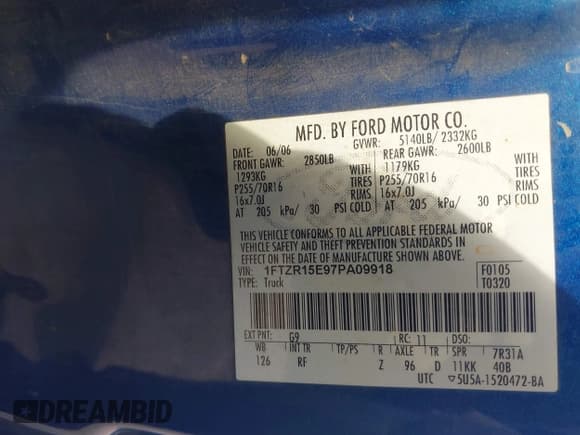 MFD. BY FORD MOTOR CO.
DATE: 06/06 GVWR: 5140LB/ 2332KG
FRONT GAWR: 2850LB REAR GAWR: 2600LB
1293KG WITH 1179KG WITH
P255/70R16 TIRES P255/70R16 TIRES
16x7.0J RIMS 16x7.0J RIMS
AT 205 kPa/ 30 PSI COLD AT 205 kPa/ 30 PSI COLD
THIS VEHICLE CONFORMS TO ALL APPLICABLE FEDERAL MOTOR
VEHICLE SAFETY AND THEFT PREVENTION STANDARDS IN
EFFECT ON THE DATE OF MANUFACTURE SHOWN ABOVE.
VIN: 1FTZR15E97PA09918 F0105
TYPE: Truck T0320
EXT PNT: G9 RC: 11 DSO:
WB INT TR TP/PS R AXLE TR SPR 7R31A
126 RF Z 96 D 11KK 40B
UTC 5U5A-1520472-BA
DREAMBID